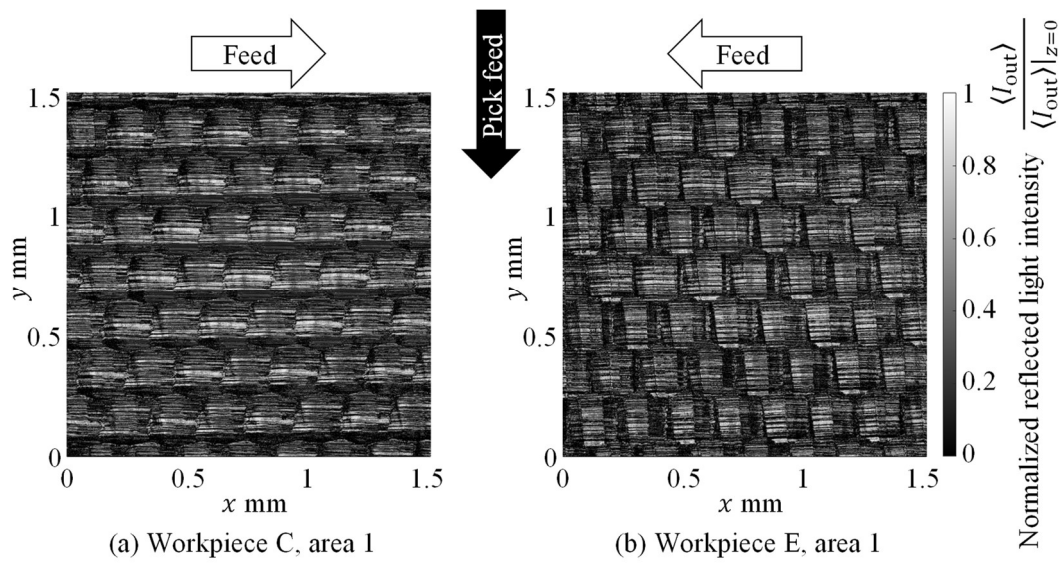 Feed
Pick feed
Feed
⟨I_out⟩
⟨I_out⟩|z=0
1.5
1
0.5
0
y mm
0
0.5
1
1.5
x mm
1.5
1
0.5
0
y mm
0
0.5
1
1.5
x mm
1
0.8
0.6
0.4
0.2
0
Normalized reflected light intensity
(a) Workpiece C, area 1
(b) Workpiece E, area 1